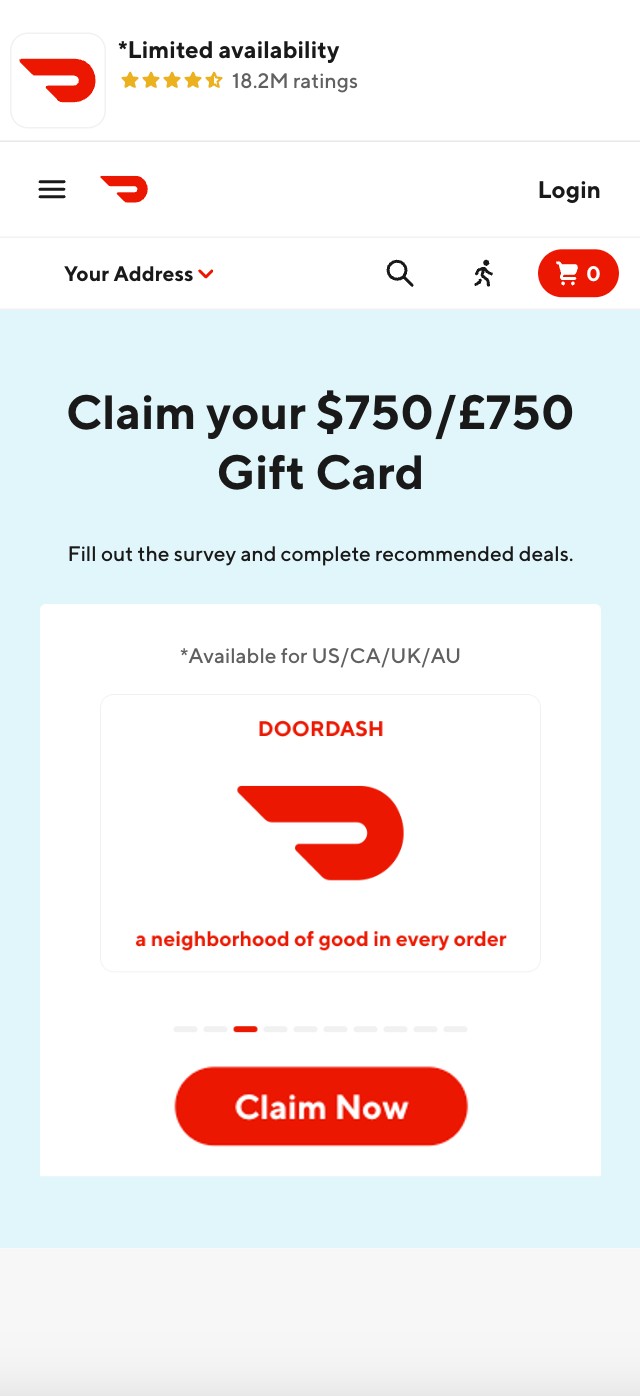 *Limited availability
18.2M ratings
Login
Your Address
0
Claim your $750/£750
Gift Card
Fill out the survey and complete recommended deals.
*Available for US/CA/UK/AU
DOORDASH
a neighborhood of good in every order
Claim Now